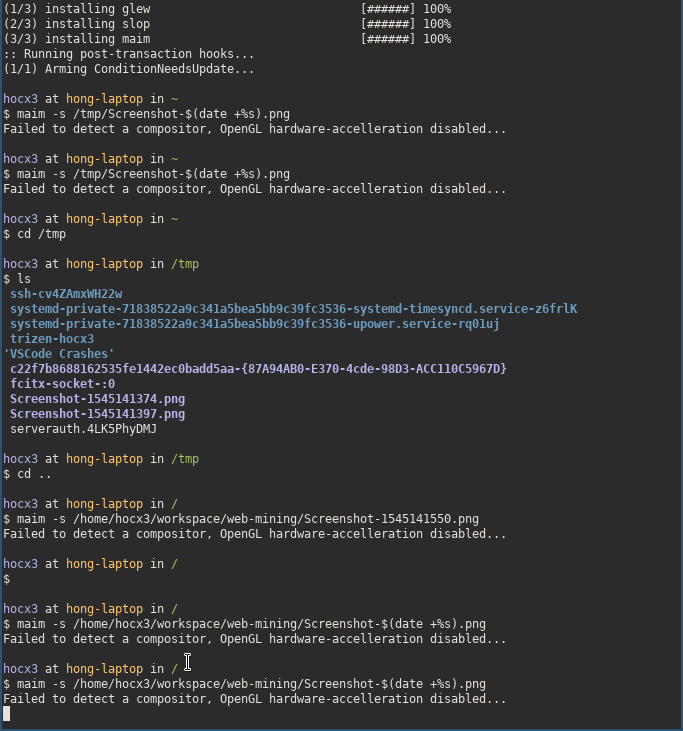 (1/3) installing glew [######] 100%
(2/3) installing slop [######] 100%
(3/3) installing maim [######] 100%
:: Running post-transaction hooks...
(1/1) Arming ConditionNeedsUpdate...
hocx3 at hong-laptop in ~
$ maim -s /tmp/Screenshot-$(date +%s).png
Failed to detect a compositor, OpenGL hardware-accelleration disabled...
hocx3 at hong-laptop in ~
$ maim -s /tmp/Screenshot-$(date +%s).png
Failed to detect a compositor, OpenGL hardware-accelleration disabled...
hocx3 at hong-laptop in ~
$ cd /tmp
hocx3 at hong-laptop in /tmp
$ ls
ssh-cv4ZAmxWH22w
systemd-private-71838522a9c341a5bea5bb9c39fc3536-systemd-timesyncd.service-z6frlK
systemd-private-71838522a9c341a5bea5bb9c39fc3536-upower.service-rq01uj
trizen-hocx3
'VSCode Crashes'
c22f7b8688162535fe1442ec0badd5aa-{87A94AB0-E370-4cde-98D3-ACC110C5967D}
fcitx-socket-:0
Screenshot-1545141374.png
Screenshot-1545141397.png
serverauth.4LK5PhyDMJ
hocx3 at hong-laptop in /tmp
$ cd ..
hocx3 at hong-laptop in /
$ maim -s /home/hocx3/workspace/web-mining/Screenshot-1545141550.png
Failed to detect a compositor, OpenGL hardware-accelleration disabled...
hocx3 at hong-laptop in /
$
hocx3 at hong-laptop in /
$ maim -s /home/hocx3/workspace/web-mining/Screenshot-$(date +%s).png
Failed to detect a compositor, OpenGL hardware-accelleration disabled...
hocx3 at hong-laptop in /
$ maim -s /home/hocx3/workspace/web-mining/Screenshot-$(date +%s).png
Failed to detect a compositor, OpenGL hardware-accelleration disabled...